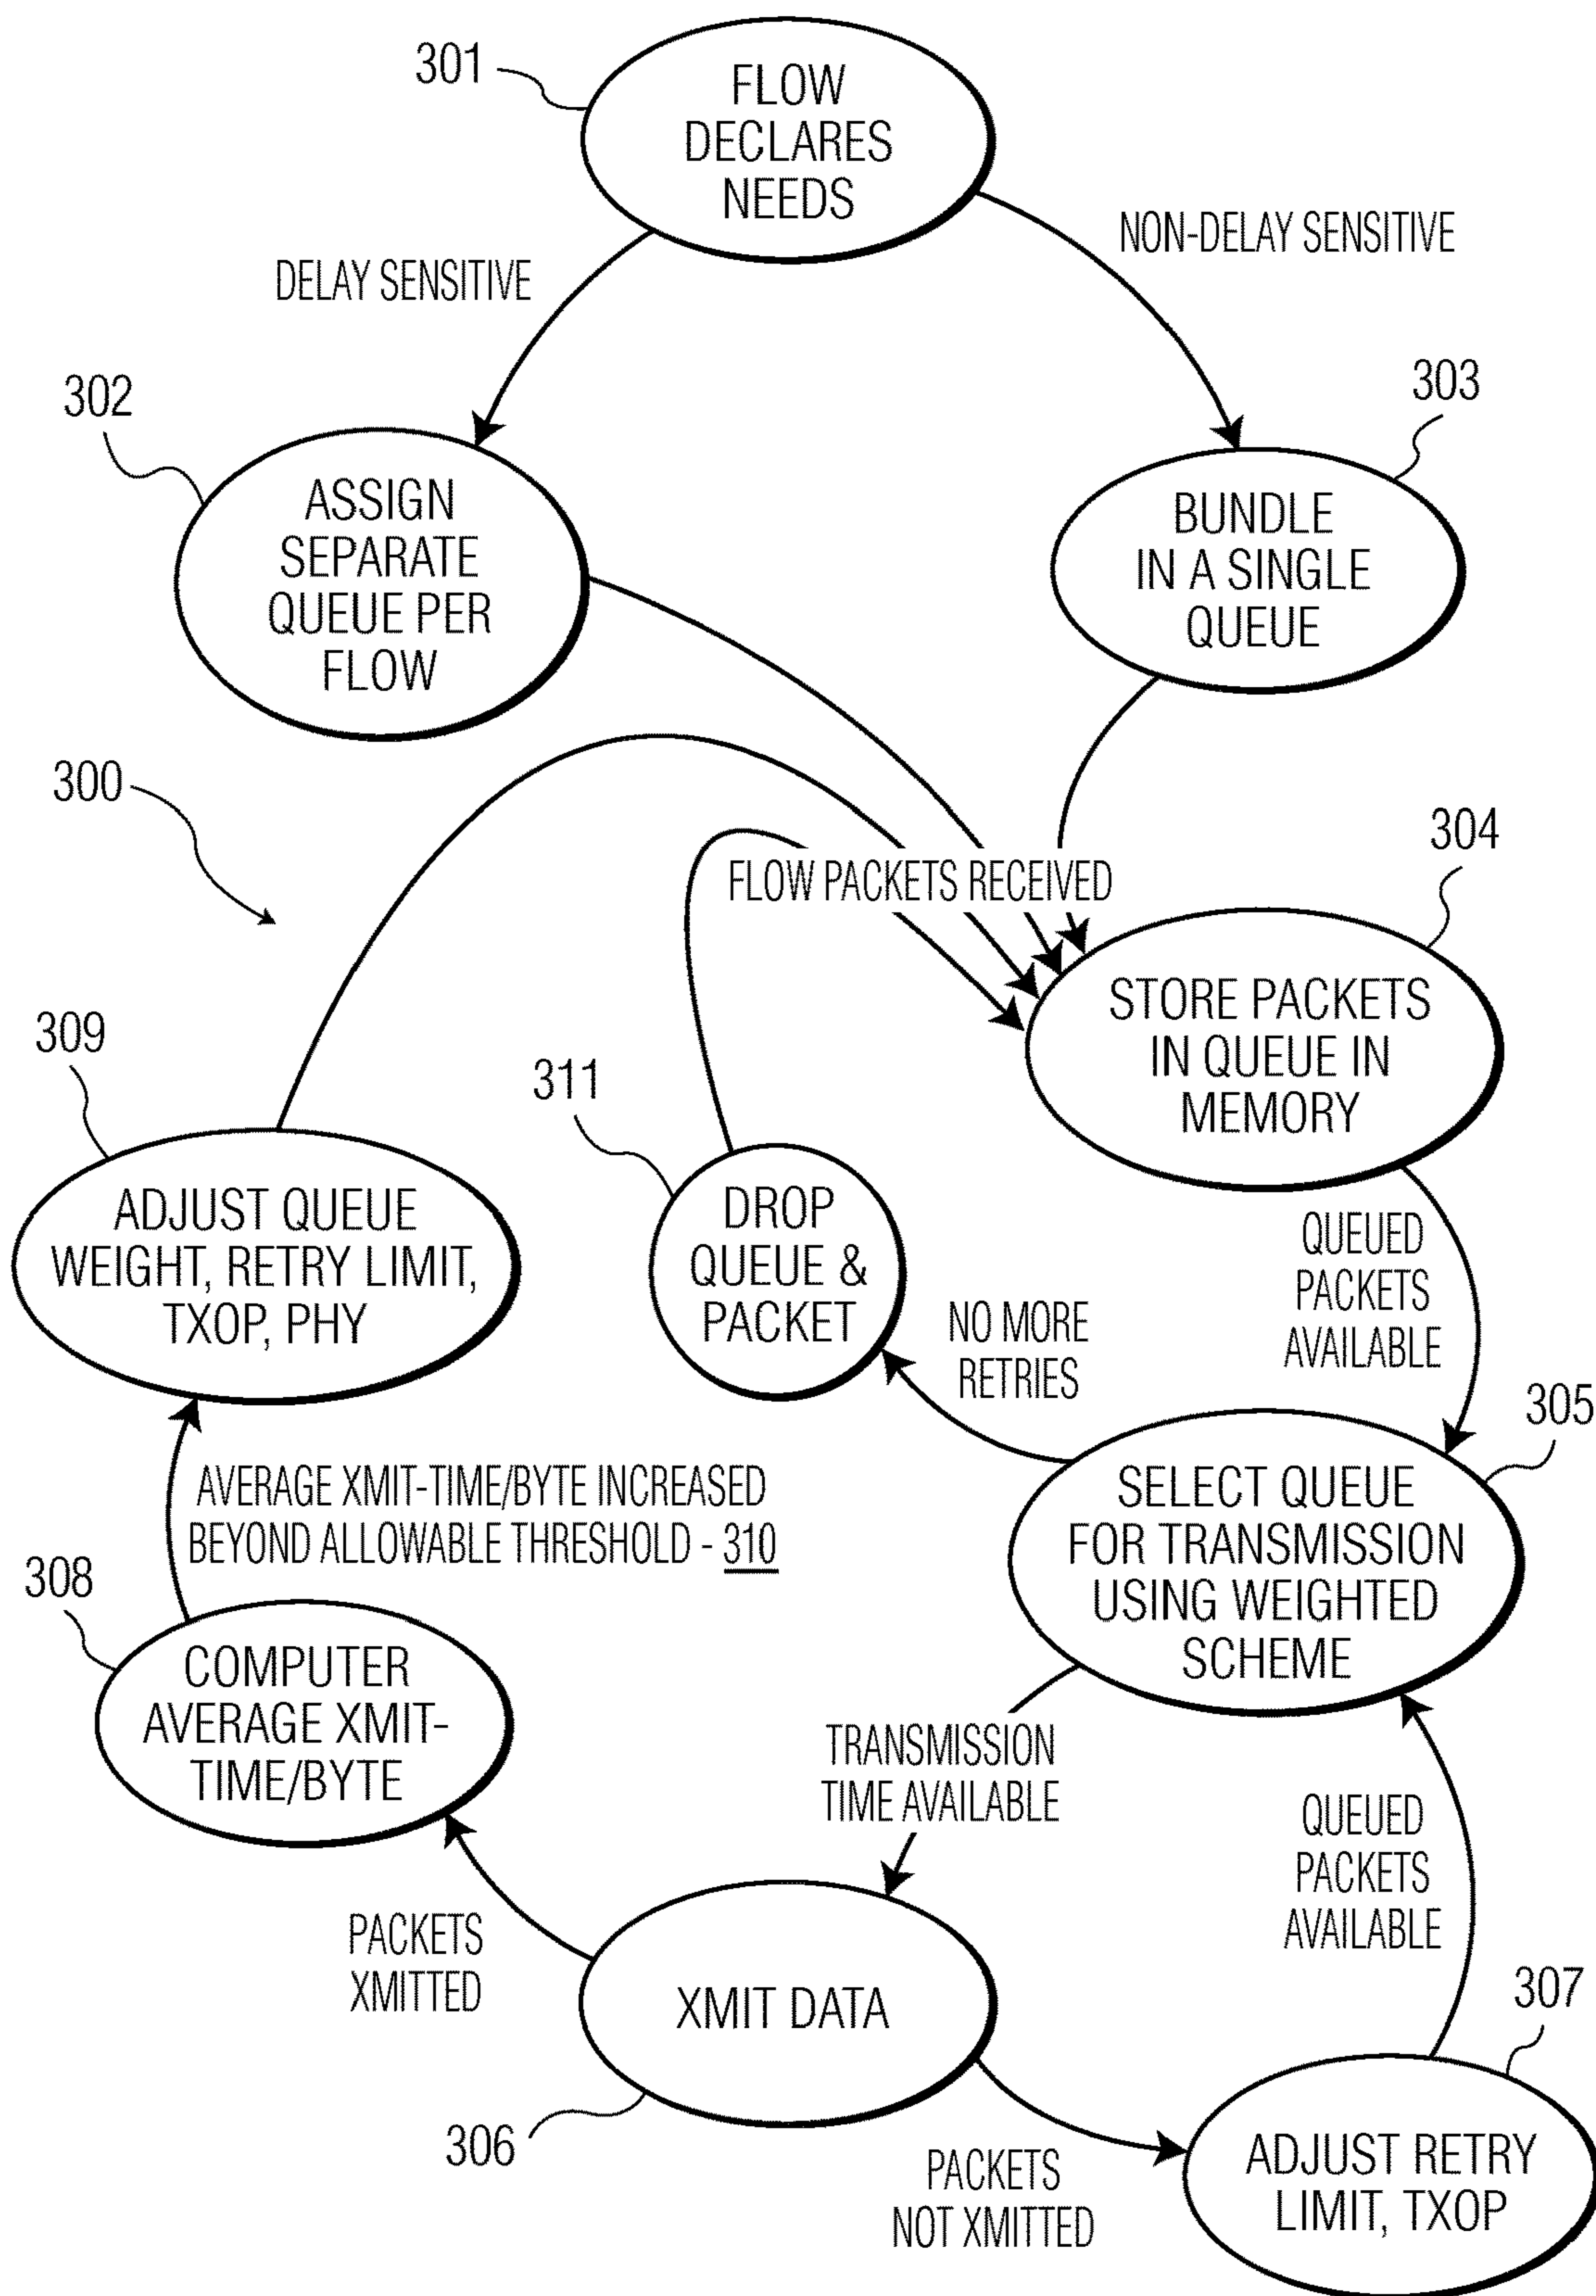 301
FLOW
DECLARES
NEEDS
DELAY SENSITIVE
NON-DELAY SENSITIVE
302
ASSIGN
SEPARATE
QUEUE PER
FLOW
303
BUNDLE
IN A SINGLE
QUEUE
300
FLOW PACKETS RECEIVED
304
STORE PACKETS
IN QUEUE IN
MEMORY
309
ADJUST QUEUE
WEIGHT, RETRY LIMIT,
TXOP, PHY
311
DROP
QUEUE &
PACKET
NO MORE
RETRIES
QUEUED
PACKETS
AVAILABLE
305
SELECT QUEUE
FOR TRANSMISSION
USING WEIGHTED
SCHEME
AVERAGE XMIT-TIME/BYTE INCREASED
BEYOND ALLOWABLE THRESHOLD - 310
308
COMPUTER
AVERAGE XMIT-
TIME/BYTE
TRANSMISSION
TIME AVAILABLE
QUEUED
PACKETS
AVAILABLE
PACKETS
XMITTED
XMIT DATA
306
PACKETS
NOT XMITTED
307
ADJUST RETRY
LIMIT, TXOP